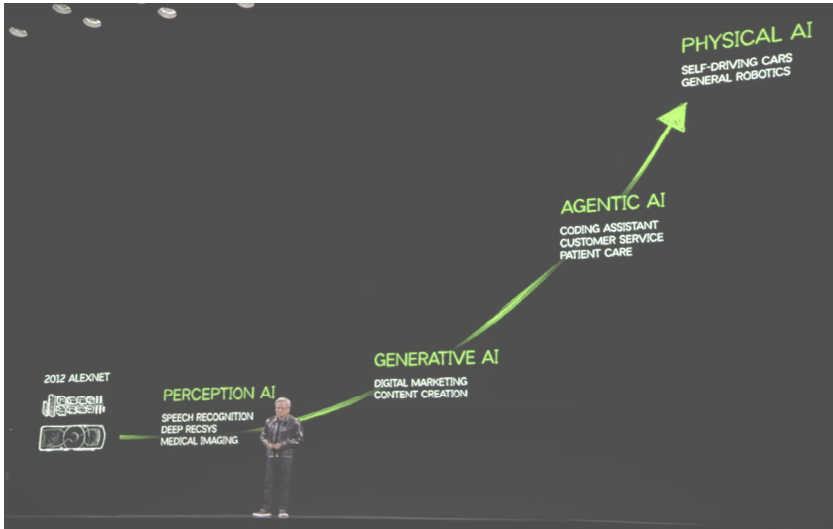 2012 ALEXNET
PERCEPTION AI
SPEECH RECOGNITION
DEEP RECSYS
MEDICAL IMAGING
GENERATIVE AI
DIGITAL MARKETING
CONTENT CREATION
AGENTIC AI
CODING ASSISTANT
CUSTOMER SERVICE
PATIENT CARE
PHYSICAL AI
SELF-DRIVING CARS
GENERAL ROBOTICS